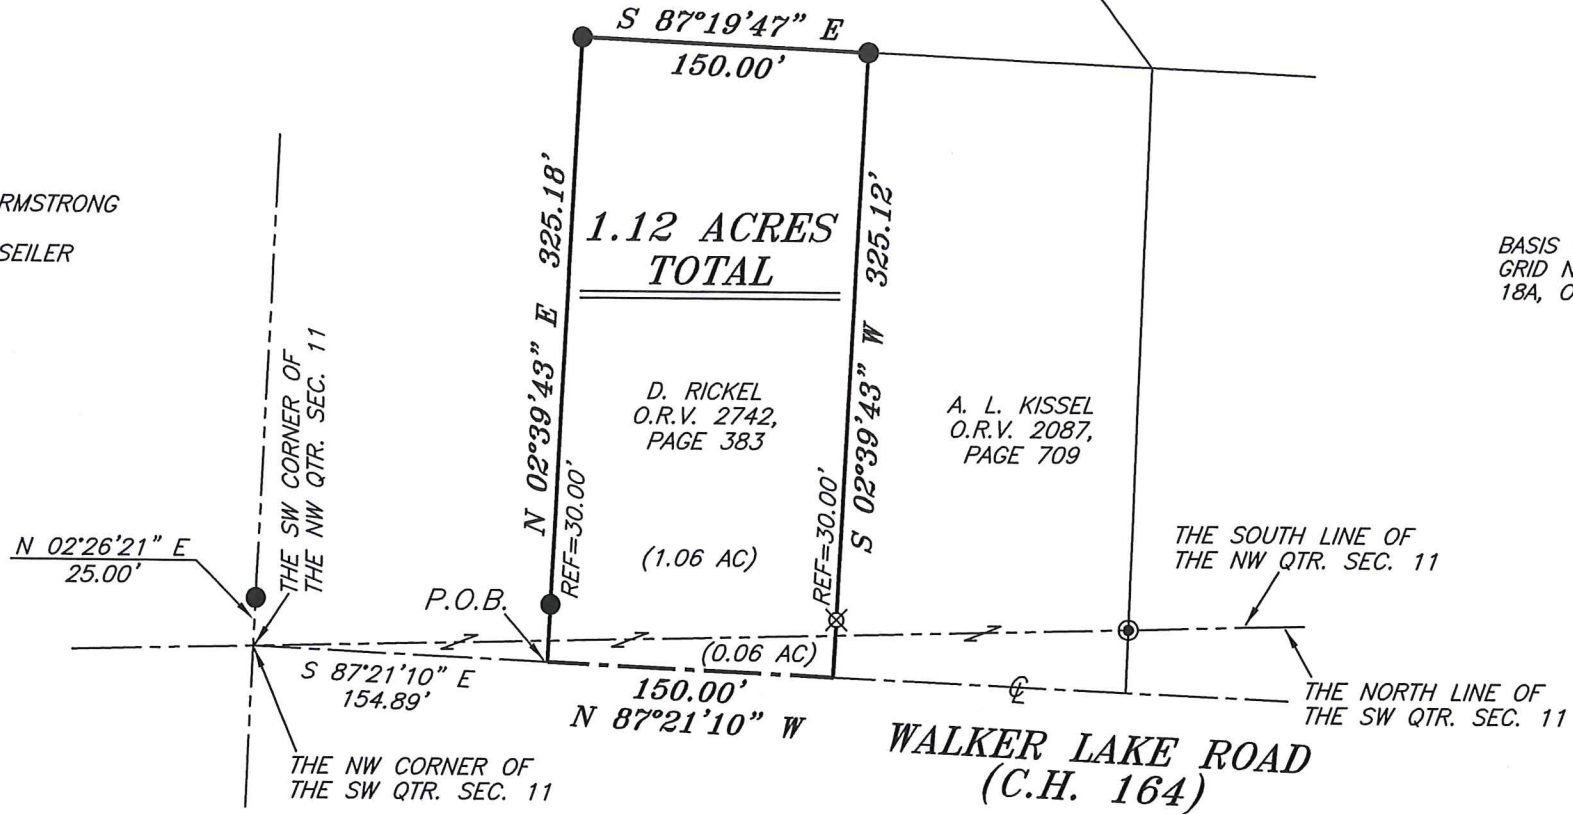 S 87°19'47" E
150.00'
RMSTRONG
SEILER
325.18'
N 02°39'43" E
1.12 ACRES
TOTAL
325.12'
S 02°39'43" W
BASIS
GRID N
18A, O
D. RICKEL
O.R.V. 2742,
PAGE 383
A. L. KISSEL
O.R.V. 2087,
PAGE 709
THE SW CORNER OF
THE NW QTR. SEC. 11
N 02°26'21" E
25.00'
REF=30.00'
REF=30.00'
(1.06 AC)
P.O.B.
THE SOUTH LINE OF
THE NW QTR. SEC. 11
(0.06 AC)
S 87°21'10" E
154.89'
150.00'
N 87°21'10" W
℄
THE NORTH LINE OF
THE SW QTR. SEC. 11
WALKER LAKE ROAD
(C.H. 164)
THE NW CORNER OF
THE SW QTR. SEC. 11